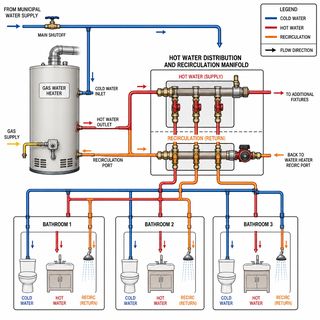 FROM MUNICIPAL
WATER SUPPLY
MAIN SHUTOFF
LEGEND
COLD WATER
HOT WATER
RECIRCULATION
FLOW DIRECTION
HOT WATER DISTRIBUTION
AND RECIRCULATION MANIFOLD
HOT WATER (SUPPLY)
GAS WATER
HEATER
COLD WATER
INLET
TO ADDITIONAL
FIXTURES
HOT WATER
OUTLET
GAS
SUPPLY
RECIRCULATION (RETURN)
RECIRCULATION
PORT
BACK TO
WATER HEATER
RECIRC PORT
BATHROOM 1
BATHROOM 2
BATHROOM 3
COLD
WATER
HOT
WATER
RECIRC
(RETURN)
COLD
WATER
HOT
WATER
RECIRC
(RETURN)
COLD
WATER
HOT
WATER
RECIRC
(RETURN)